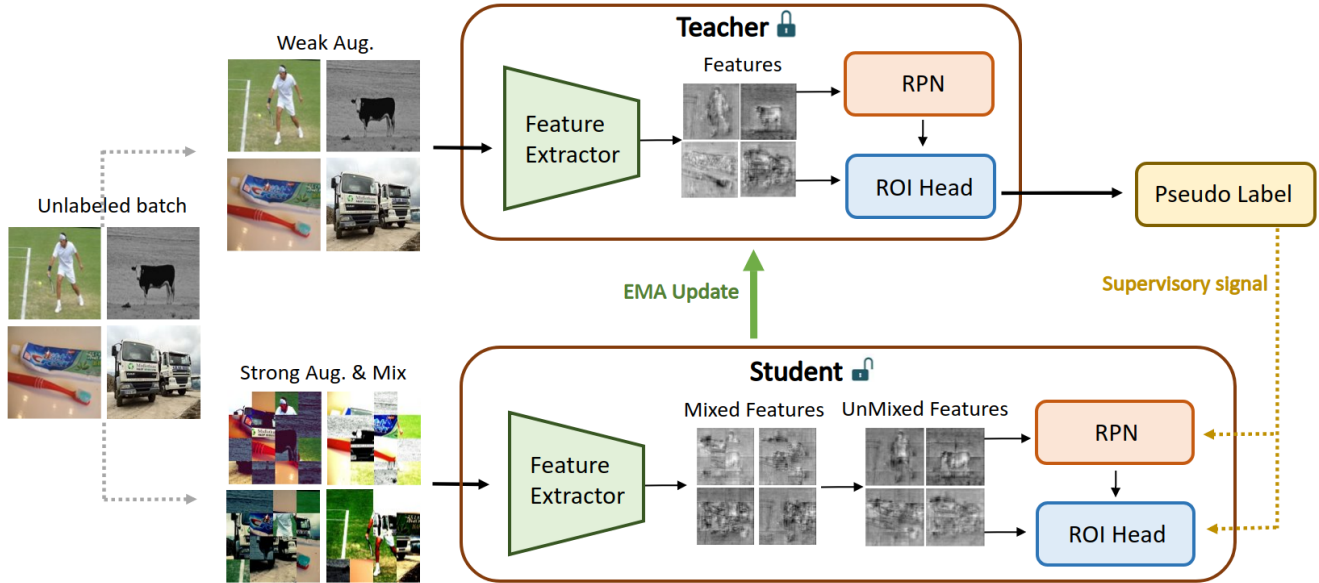 Teacher
Weak Aug.
Features
RPN
Feature
Extractor
ROI Head
Pseudo Label
Unlabeled batch
EMA Update
Supervisory signal
Strong Aug. & Mix
Student
Mixed Features
UnMixed Features
RPN
Feature
Extractor
ROI Head